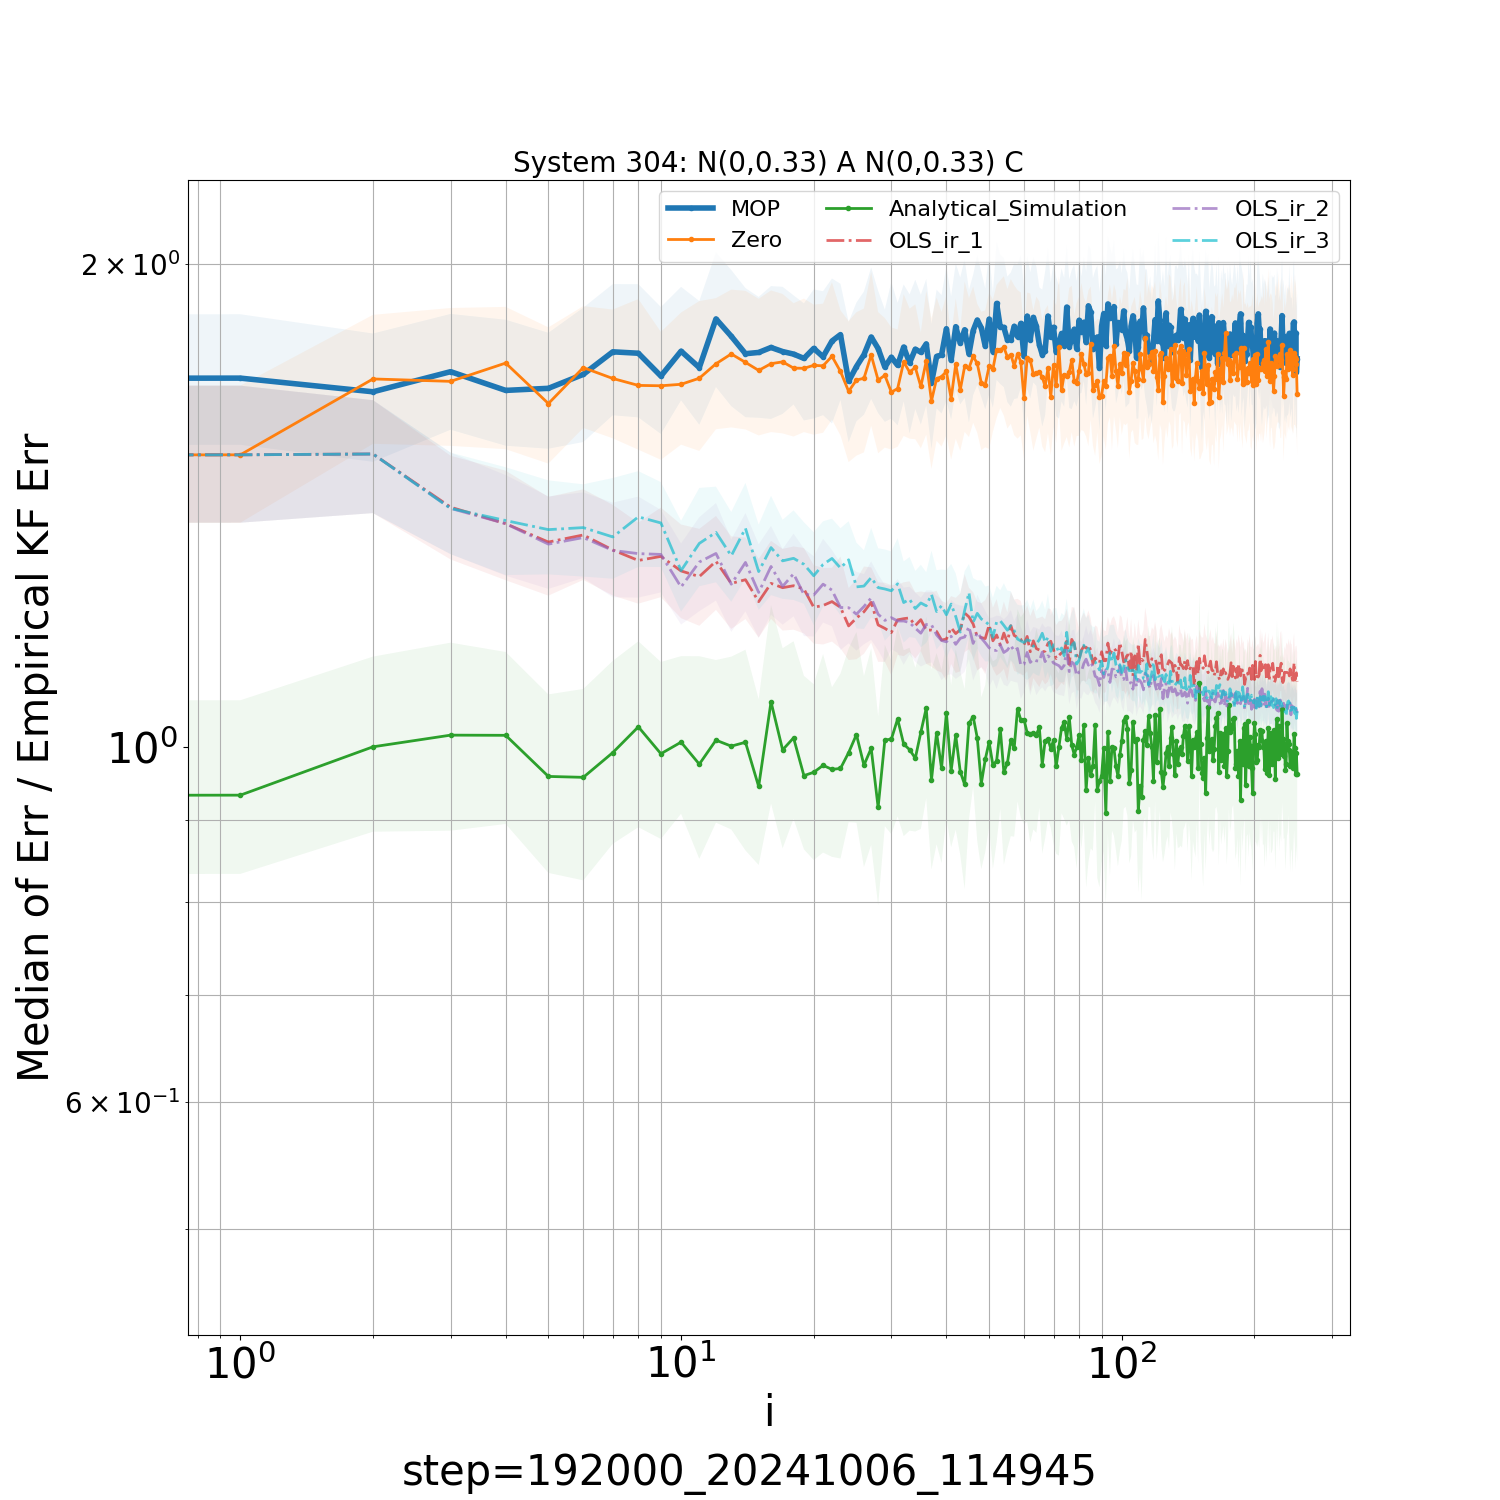 System 304: N(0,0.33) A N(0,0.33) C
MOP
Zero
Analytical_Simulation
OLS_ir_1
OLS_ir_2
OLS_ir_3
Median of Err / Empirical KF Err
2 × 10⁰
10⁰
6 × 10⁻¹
10⁰
10¹
10²
i
step=192000_20241006_114945